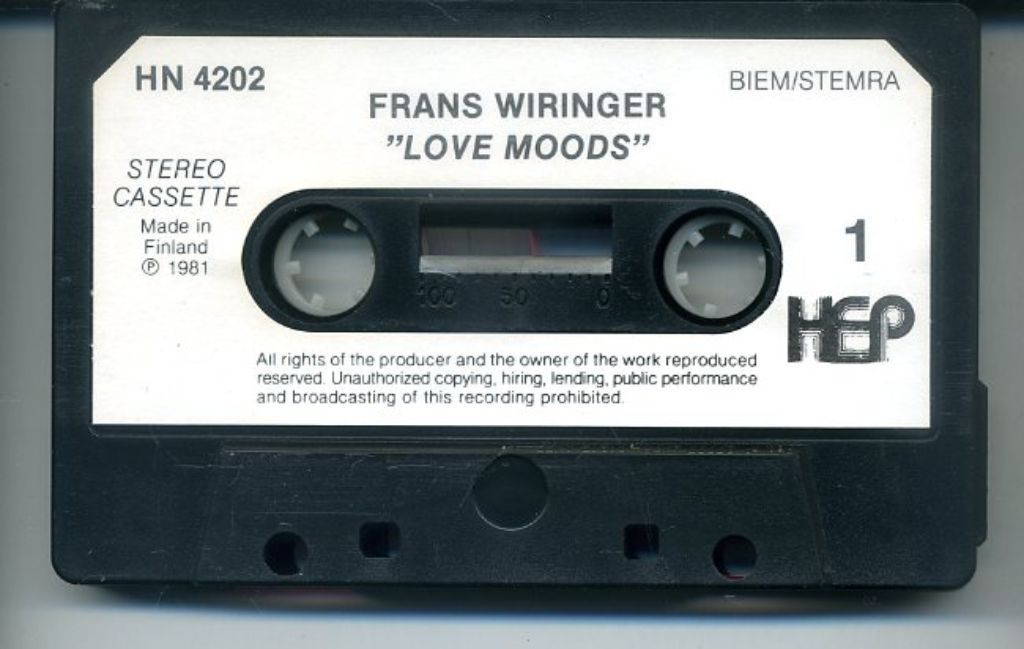 HN 4202
BIEM/STEMRA
FRANS WIRINGER
”LOVE MOODS”
STEREO
CASSETTE
Made in
Finland
℗ 1981
1
100 50 0
HEP
All rights of the producer and the owner of the work reproduced
reserved. Unauthorized copying, hiring, lending, public performance
and broadcasting of this recording prohibited.